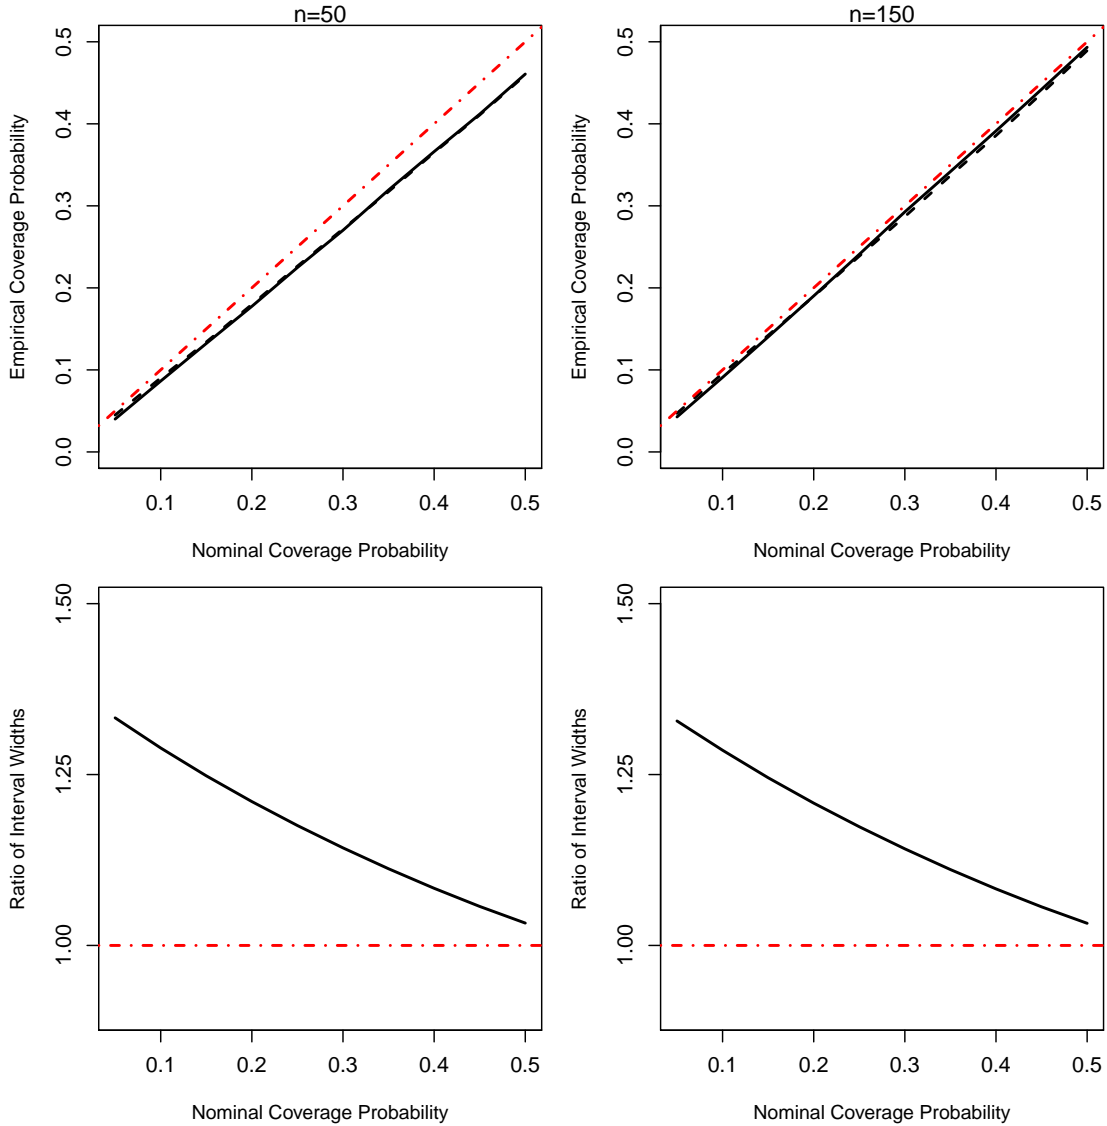 n=50
Empirical Coverage Probability
0.5
0.4
0.3
0.2
0.1
0.0
0.1 0.2 0.3 0.4 0.5
Nominal Coverage Probability
n=150
Empirical Coverage Probability
0.5
0.4
0.3
0.2
0.1
0.0
0.1 0.2 0.3 0.4 0.5
Nominal Coverage Probability
Ratio of Interval Widths
1.50
1.25
1.00
0.1 0.2 0.3 0.4 0.5
Nominal Coverage Probability
Ratio of Interval Widths
1.50
1.25
1.00
0.1 0.2 0.3 0.4 0.5
Nominal Coverage Probability